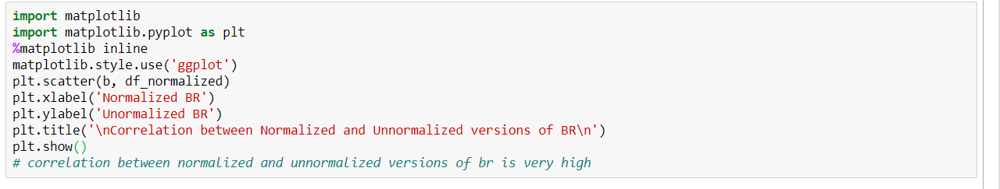 import matplotlib
import matplotlib.pyplot as plt
%matplotlib inline
matplotlib.style.use('ggplot')
plt.scatter(b, df_normalized)
plt.xlabel('Normalized BR')
plt.ylabel('Unormalized BR')
plt.title('\nCorrelation between Normalized and Unnormalized versions of BR\n')
plt.show()
# correlation between normalized and unnormalized versions of br is very high